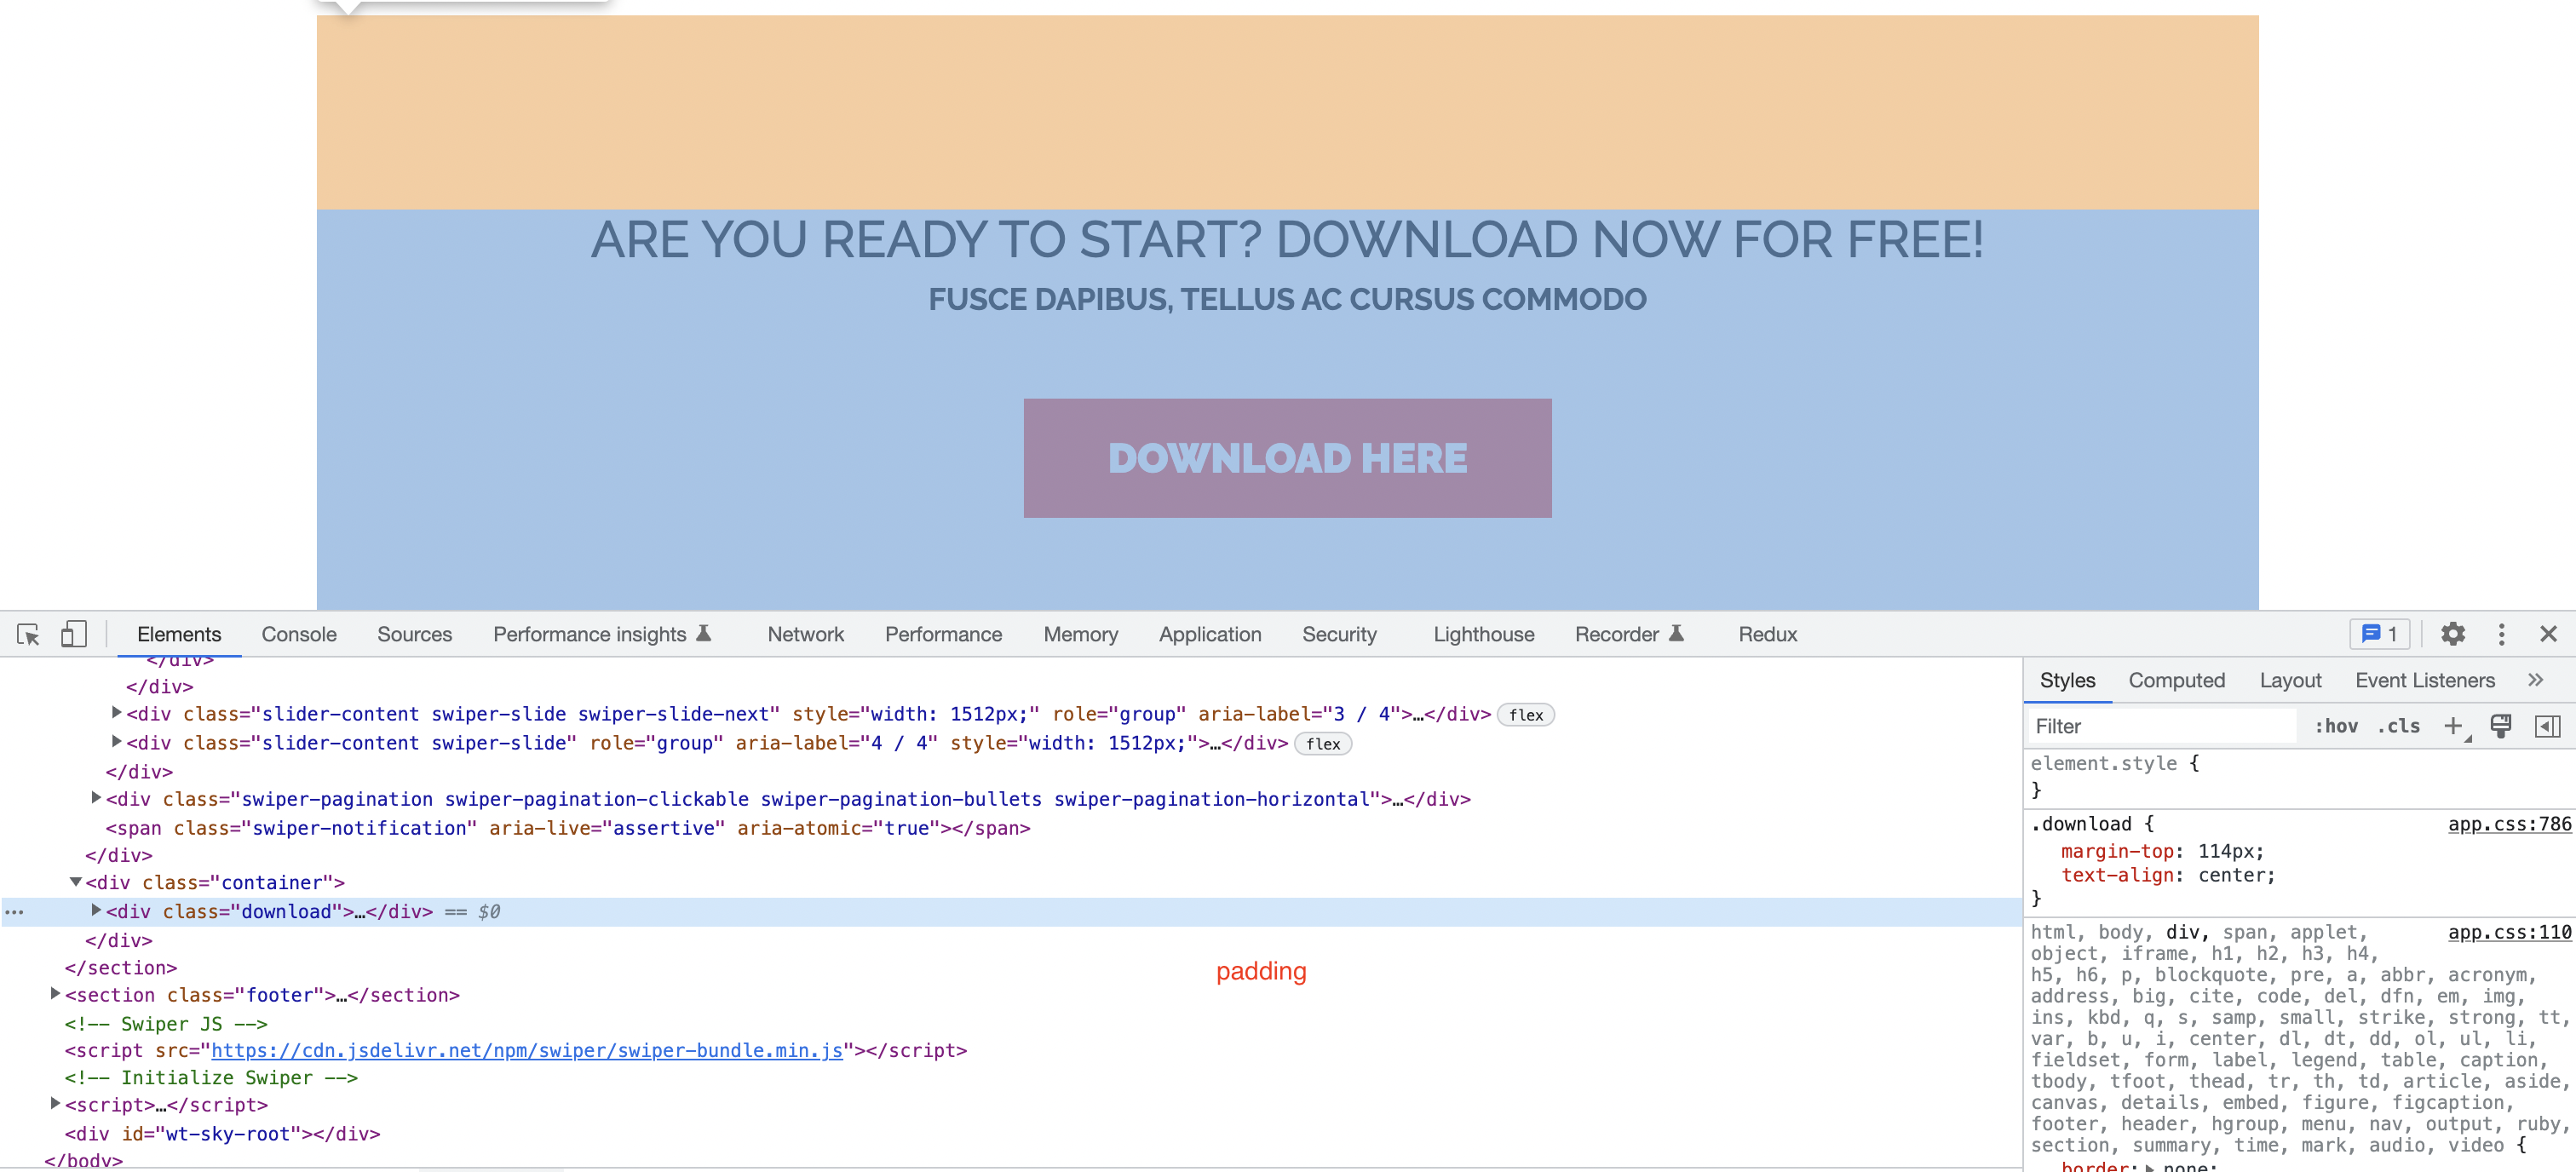 ARE YOU READY TO START? DOWNLOAD NOW FOR FREE!
FUSCE DAPIBUS, TELLUS AC CURSUS COMMODO
DOWNLOAD HERE
Elements Console Sources Performance insights Network Performance Memory Application Security Lighthouse Recorder Redux 1
</div>
</div>
<div class="slider-content swiper-slide swiper-slide-next" style="width: 1512px;" role="group" aria-label="3 / 4">…</div> flex
<div class="slider-content swiper-slide" role="group" aria-label="4 / 4" style="width: 1512px;">…</div> flex
</div>
<div class="swiper-pagination swiper-pagination-clickable swiper-pagination-bullets swiper-pagination-horizontal">…</div>
<span class="swiper-notification" aria-live="assertive" aria-atomic="true"></span>
</div>
<div class="container">
<div class="download">…</div> == $0
</div>
</section>
padding
<section class="footer">…</section>
<!-- Swiper JS -->
<script src="https://cdn.jsdelivr.net/npm/swiper/swiper-bundle.min.js"></script>
<!-- Initialize Swiper -->
<script>…</script>
<div id="wt-sky-root"></div>
</body>
Styles Computed Layout Event Listeners
Filter :hov .cls
element.style {
}
.download { app.css:786
margin-top: 114px;
text-align: center;
}
html, body, div, span, applet, app.css:110
object, iframe, h1, h2, h3, h4,
h5, h6, p, blockquote, pre, a, abbr, acronym,
address, big, cite, code, del, dfn, em, img,
ins, kbd, q, s, samp, small, strike, strong, tt,
var, b, u, i, center, dl, dt, dd, ol, ul, li,
fieldset, form, label, legend, table, caption,
tbody, tfoot, thead, tr, th, td, article, aside,
canvas, details, embed, figure, figcaption,
footer, header, hgroup, menu, nav, output, ruby,
section, summary, time, mark, audio, video {
border: none;